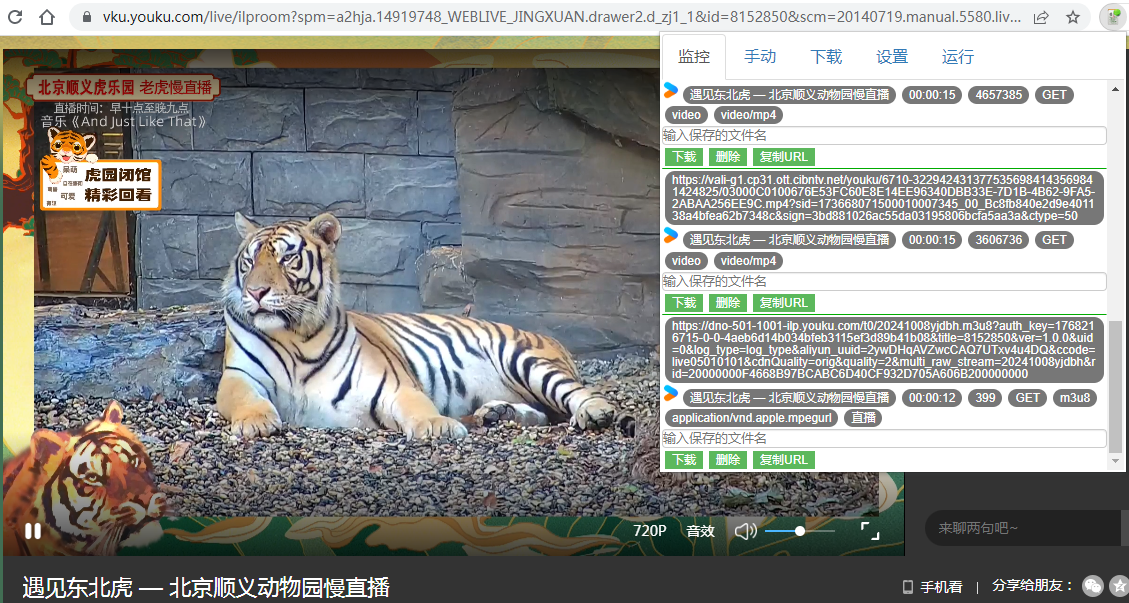 vku.youku.com/live/ilproom?spm=a2hja.14919748_WEBLIVE_JINGXUAN.drawer2.d_zj1_1&id=8152850&scm=20140719.manual.5580.liv...
北京顺义虎乐园 老虎慢直播
直播时间：早十点至晚九点
音乐《And Just Like That》
呆萌
可爱
虎园闭馆
精彩回看
监控 手动 下载 设置 运行
遇见东北虎 — 北京顺义动物园慢直播 00:00:15 4657385 GET
video video/mp4
输入保存的文件名
下载 删除 复制URL
https://vali-g1.cp31.ott.cibntv.net/youku/6710-322942431377535698414356984
1424825/03000C0100676E53FC60E8E14EE96340DBB33E-7D1B-4B62-9FA5-
2ABAA256EE9C.mp4?sid=173668071500010007345_00_Bc8fb840e2d9e4011
38a4bfea62b7348c&sign=3bd881026ac55da03195806bcfa5aa3a&ctype=50
遇见东北虎 — 北京顺义动物园慢直播 00:00:15 3606736 GET
video video/mp4
输入保存的文件名
下载 删除 复制URL
https://dno-501-1001-ilp.youku.com/t0/20241008yjdbh.m3u8?auth_key=176821
6715-0-0-4aeb6d14b034bfeb3115ef3d89b41b08&title=8152850&ver=1.0.0&uid
=0&log_type=log_type&aliyun_uuid=2ywDHqAVZwcCAQ7UTxv4u4DQ&ccode=
live05010101&cdnQuality=orig&quality=2&multi_raw_stream=20241008yjdbh&r
id=20000000F4668B97BCABC6D40CF932D705A606B200000000
遇见东北虎 — 北京顺义动物园慢直播 00:00:12 399 GET m3u8
application/vnd.apple.mpegurl 直播
输入保存的文件名
下载 删除 复制URL
720P 音效
来聊两句吧~
遇见东北虎 — 北京顺义动物园慢直播
手机看 | 分享给朋友：